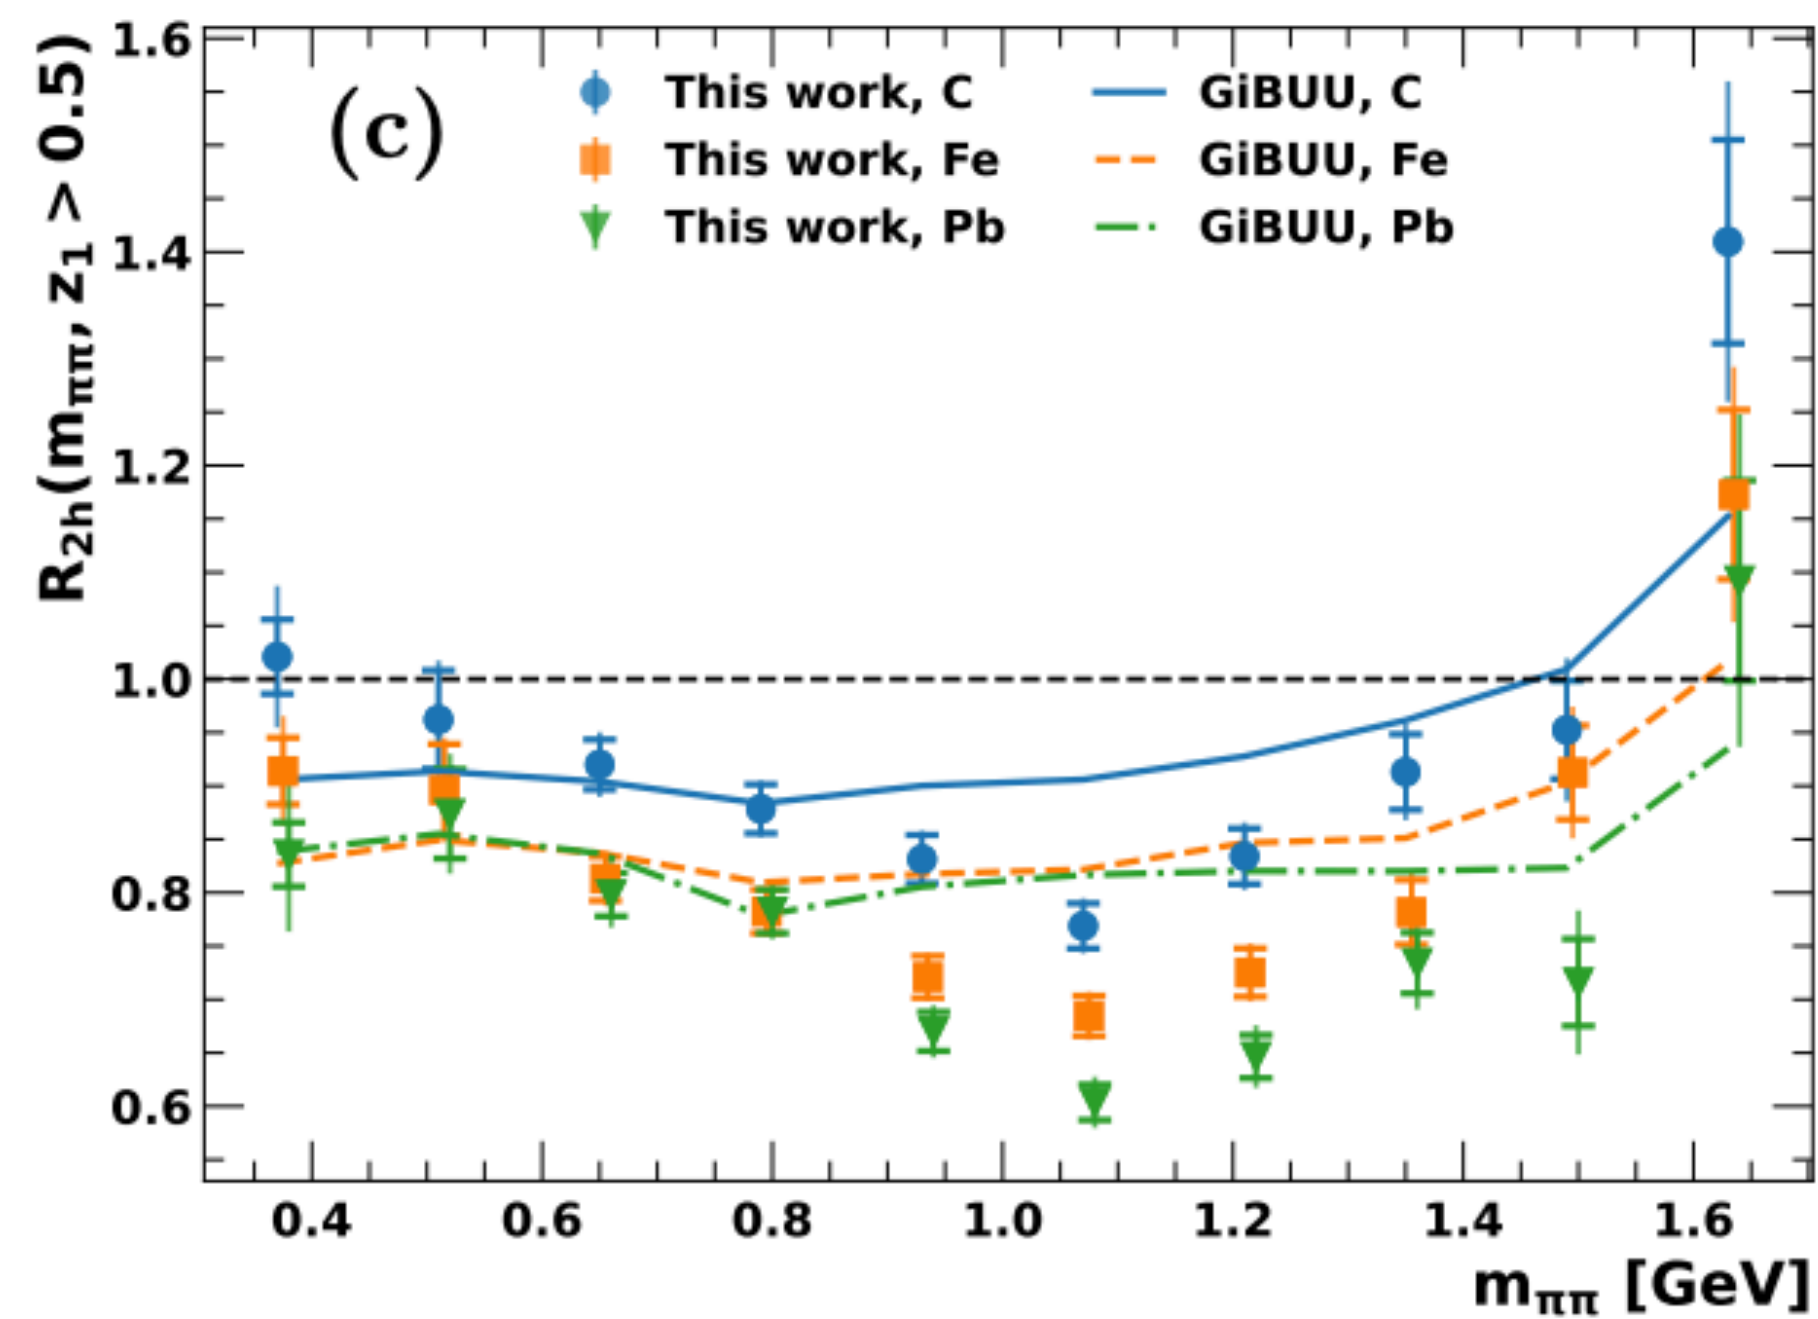 R2h(mππ, z1 > 0.5)
1.6
1.4
1.2
1.0
0.8
0.6
(c)
This work, C
This work, Fe
This work, Pb
GiBUU, C
GiBUU, Fe
GiBUU, Pb
0.4 0.6 0.8 1.0 1.2 1.4 1.6
mππ [GeV]